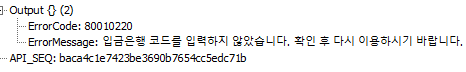 Output {} (2)
ErrorCode: 80010220
ErrorMessage: 입금은행 코드를 입력하지 않았습니다. 확인 후 다시 이용하시기 바랍니다.
API_SEQ: baca4c1e7423be3690b7654cc5edc71b